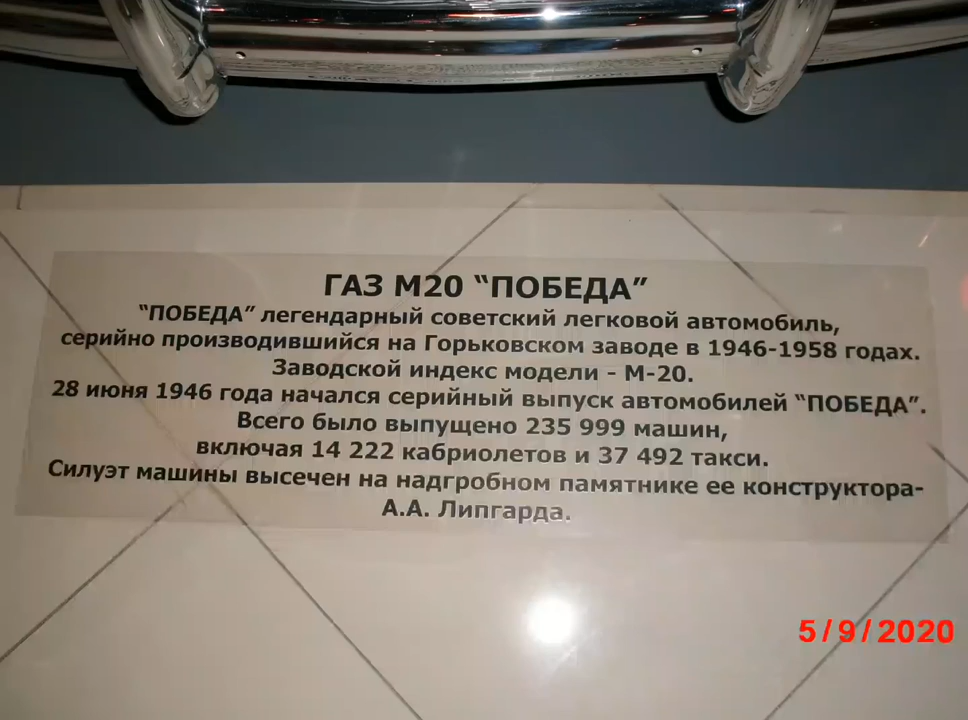 ГАЗ М20 “ПОБЕДА”
“ПОБЕДА” легендарный советский легковой автомобиль,
серийно производившийся на Горьковском заводе в 1946-1958 годах.
Заводской индекс модели - М-20.
28 июня 1946 года начался серийный выпуск автомобилей “ПОБЕДА”.
Всего было выпущено 235 999 машин,
включая 14 222 кабриолетов и 37 492 такси.
Силуэт машины высечен на надгробном памятнике ее конструктора-
А.А. Липгарда.
5/9/2020